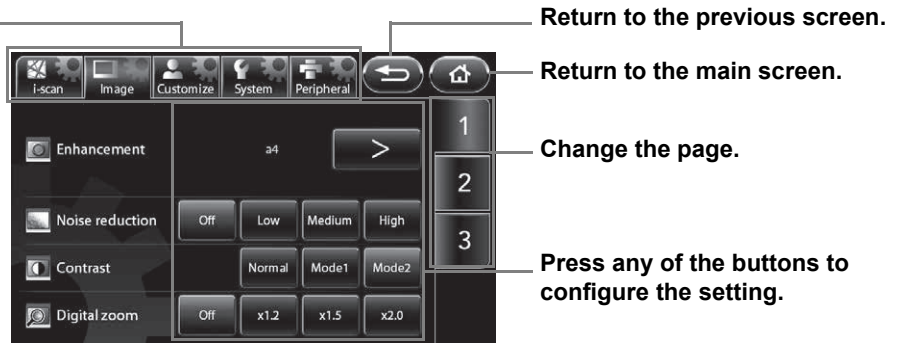 Return to the previous screen.
Return to the main screen.
i-scan Image Customize System Peripheral
1
Enhancement a4 >
Change the page.
2
Noise reduction Off Low Medium High
3
Contrast Normal Mode1 Mode2
Press any of the buttons to
configure the setting.
Digital zoom Off x1.2 x1.5 x2.0